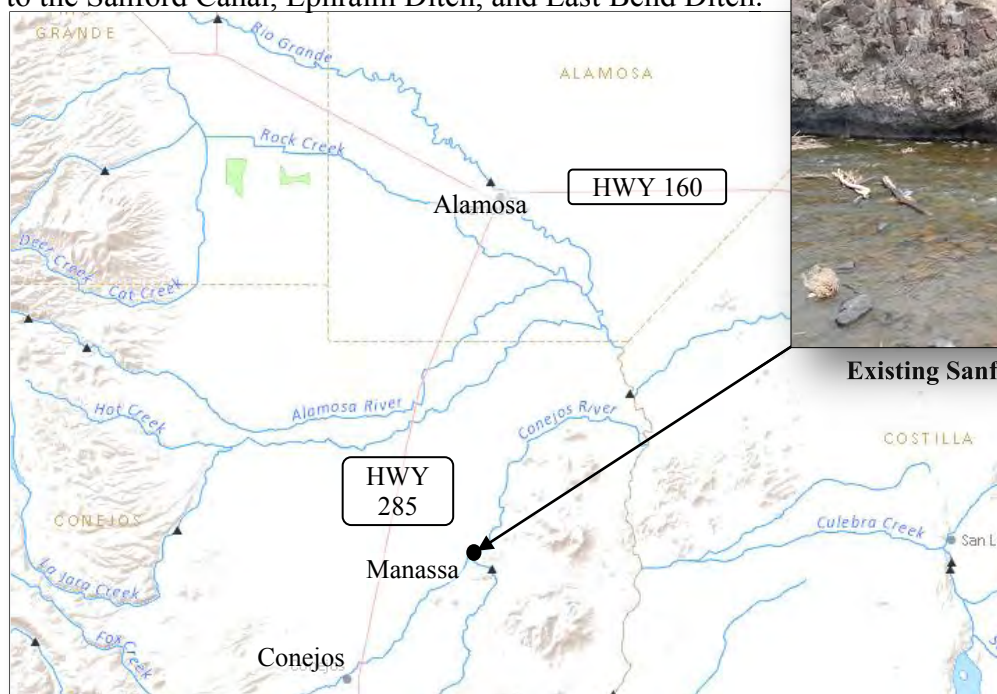 to the Sanford Canal, Ephraim Ditch, and East Bend Ditch.
GRANDE
Rio Grande
ALAMOSA
Rock Creek
HWY 160
Alamosa
Deer Creek
Cat Creek
Existing
Alamosa River
Hot Creek
Conejos River
COSTILLA
HWY
285
CONEJOS
Culebra Creek
Manassa
La Jara Creek
Fox Creek
Conejos